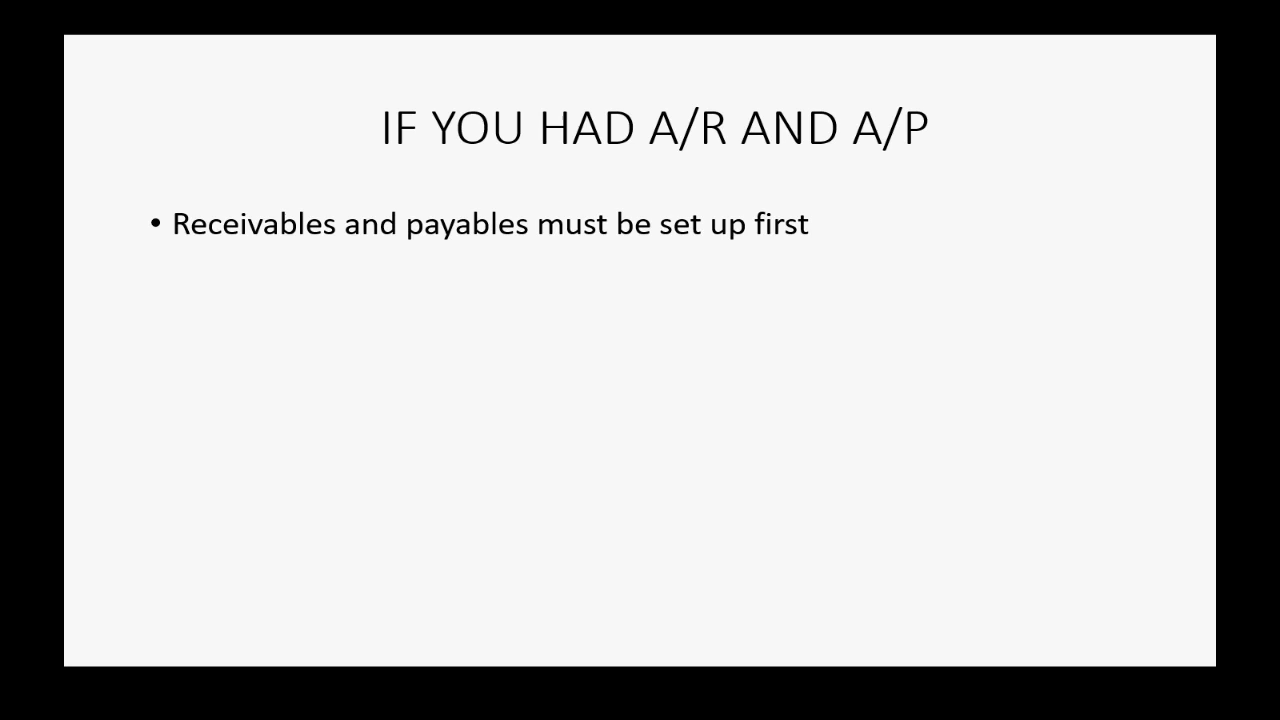 IF YOU HAD A/R AND A/P
• Receivables and payables must be set up first